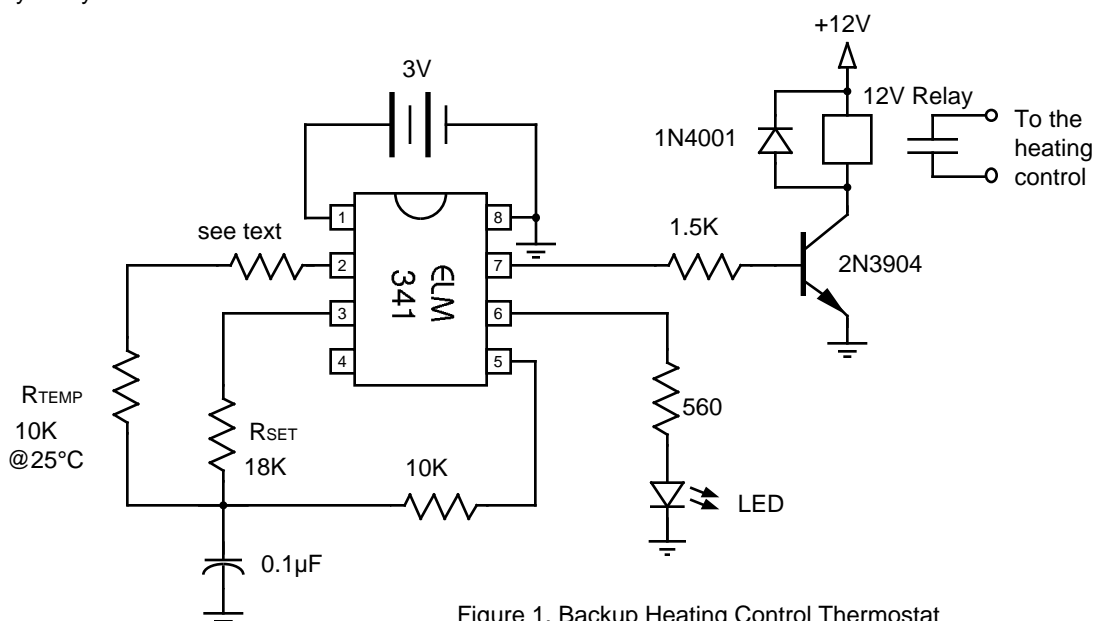 +12V
3V
12V Relay
1N4001
To the
heating
control
1
8
see text
1.5K
2
7
2N3904
ELM
341
3
6
4
5
RTEMP
10K
@25°C
RSET
18K
10K
560
LED
0.1µF
Figure 1. Backup Heating Control Thermostat